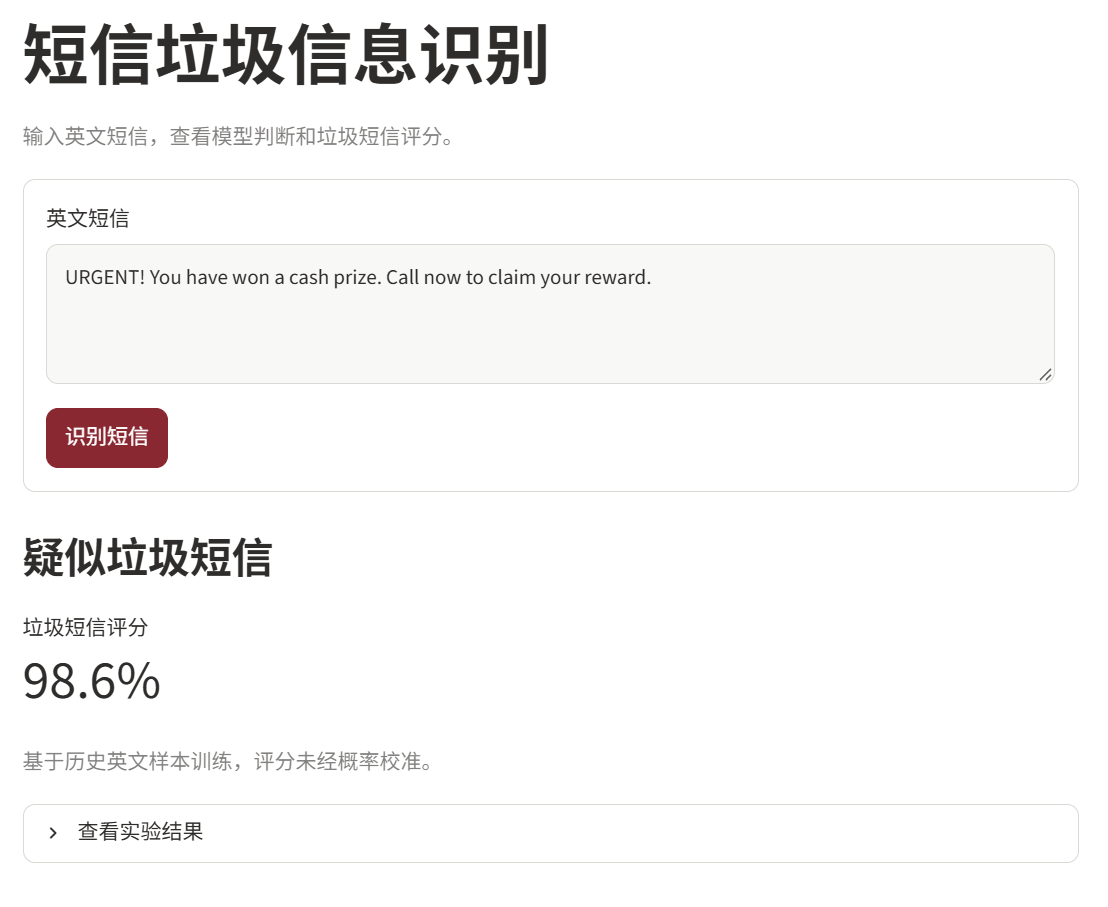 短信垃圾信息识别
输入英文短信，查看模型判断和垃圾短信评分。
英文短信
URGENT! You have won a cash prize. Call now to claim your reward.
识别短信
疑似垃圾短信
垃圾短信评分
98.6%
基于历史英文样本训练，评分未经概率校准。
查看实验结果